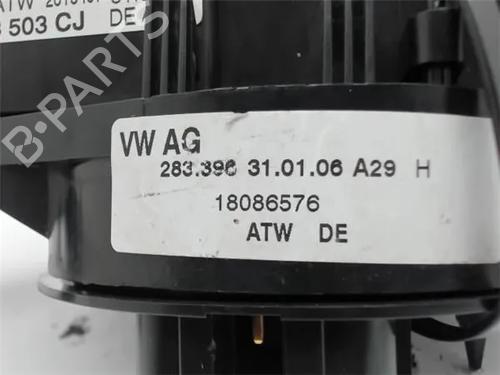 503 CJ DE
VW AG
283.396 31.01.06 A29 H
18086576
ATW DE
B-PARTS